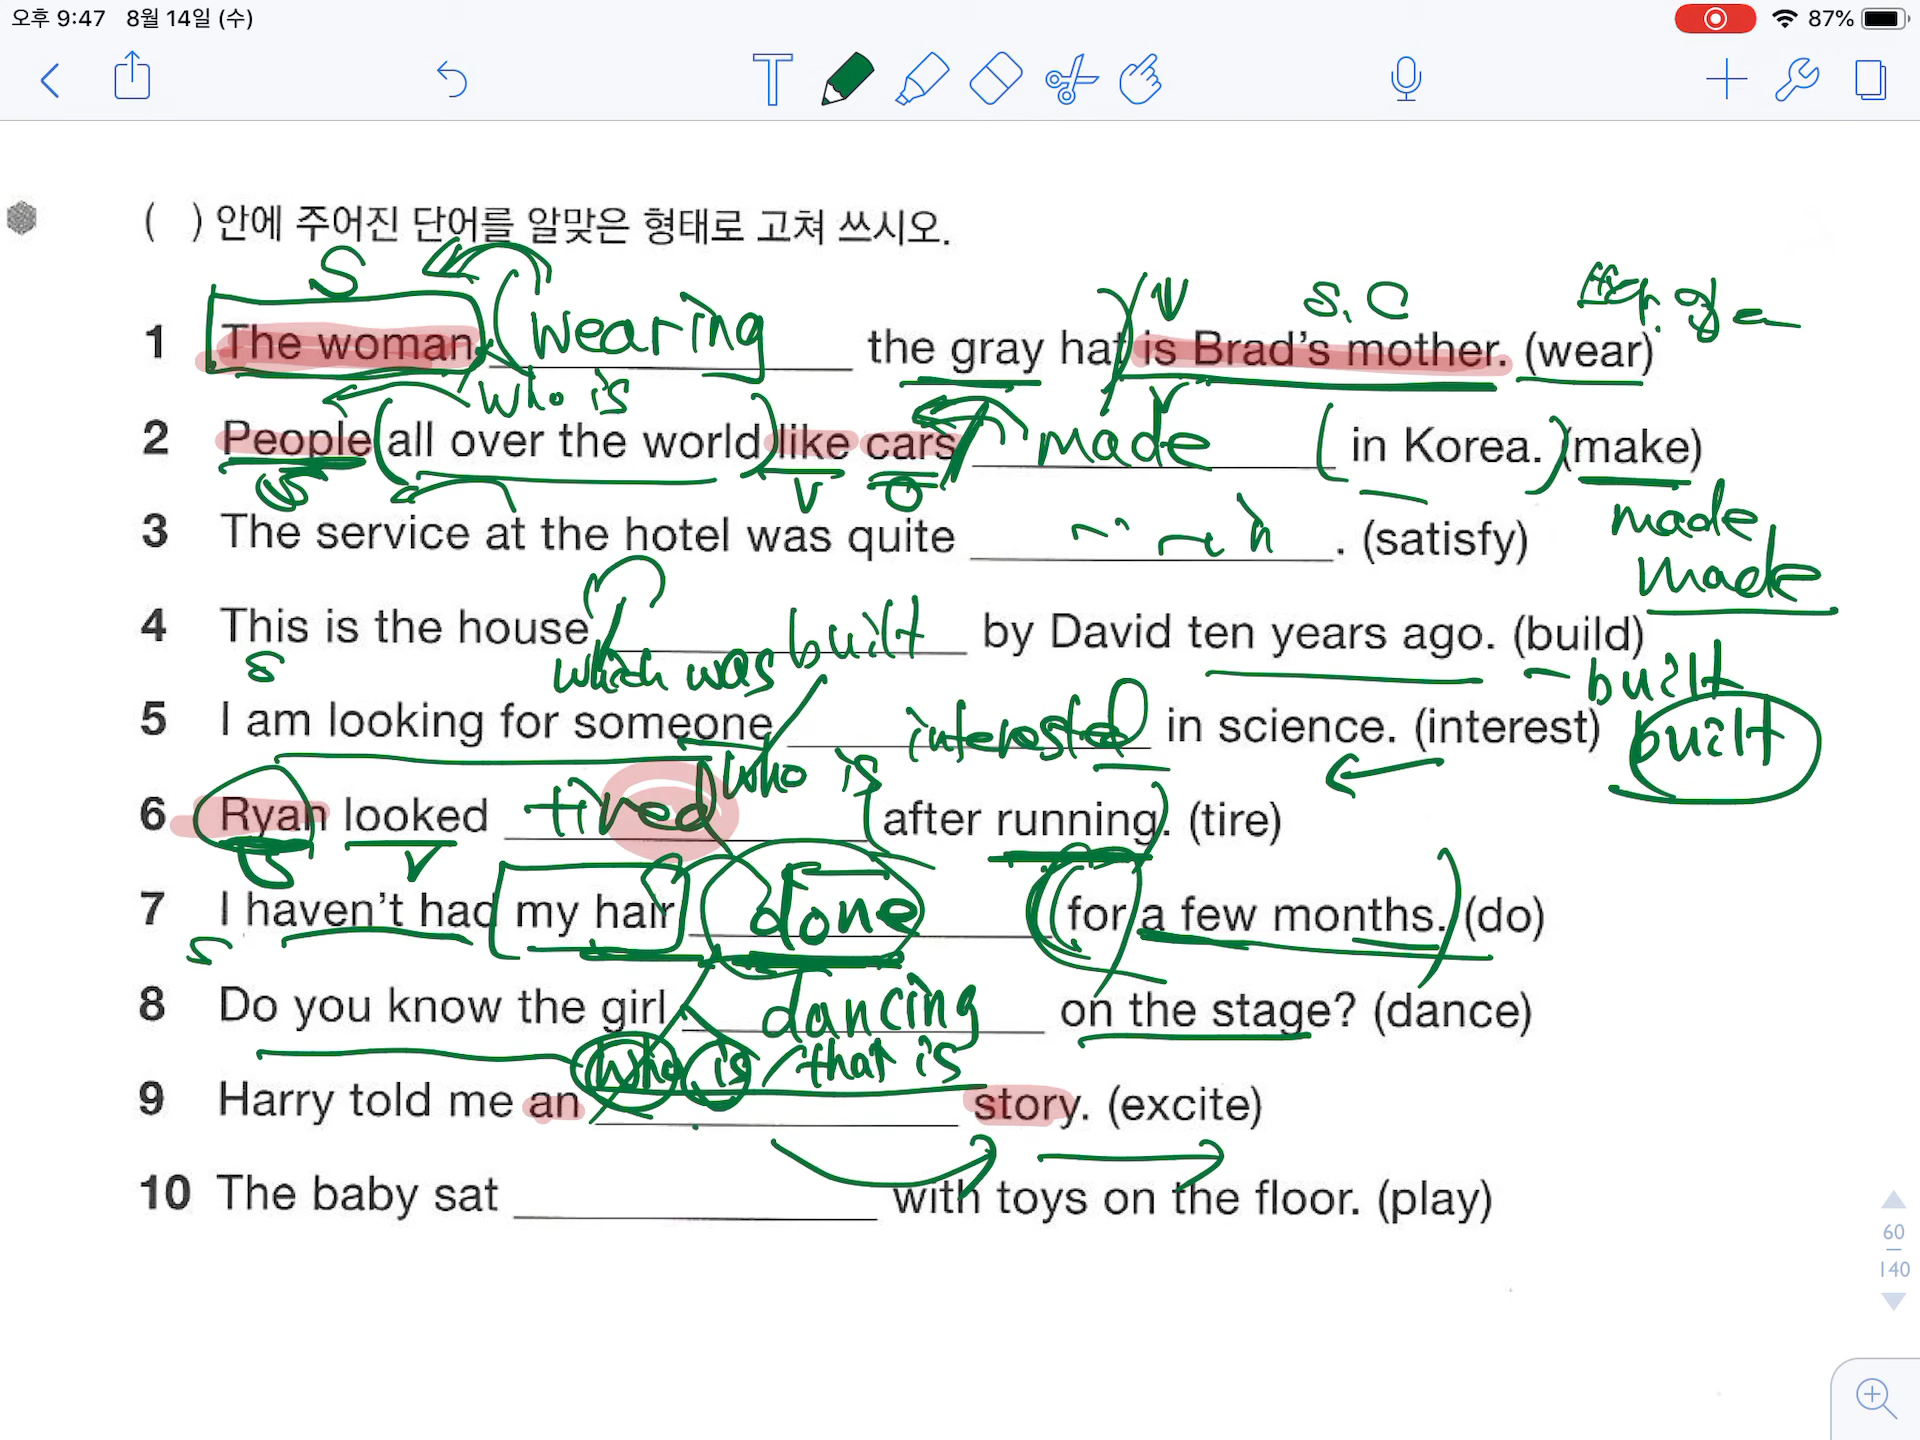 오후 9:47 8월 14일 (수) 87%
( ) 안에 주어진 단어를 알맞은 형태로 고쳐 쓰시오.
S V S.C
1 The woman wearing the gray hat is Brad's mother. (wear)
who is
2 People all over the world like cars made in Korea. (make)
S V O made
3 The service at the hotel was quite ____. (satisfy)
made
4 This is the house built by David ten years ago. (build)
S which was built
5 I am looking for someone interested in science. (interest) built
who is
6 Ryan looked tired after running. (tire)
S V
7 I haven't had my hair done for a few months. (do)
S
8 Do you know the girl dancing on the stage? (dance)
who is / that is
9 Harry told me an ____ story. (excite)
10 The baby sat ____ with toys on the floor. (play)
60
140